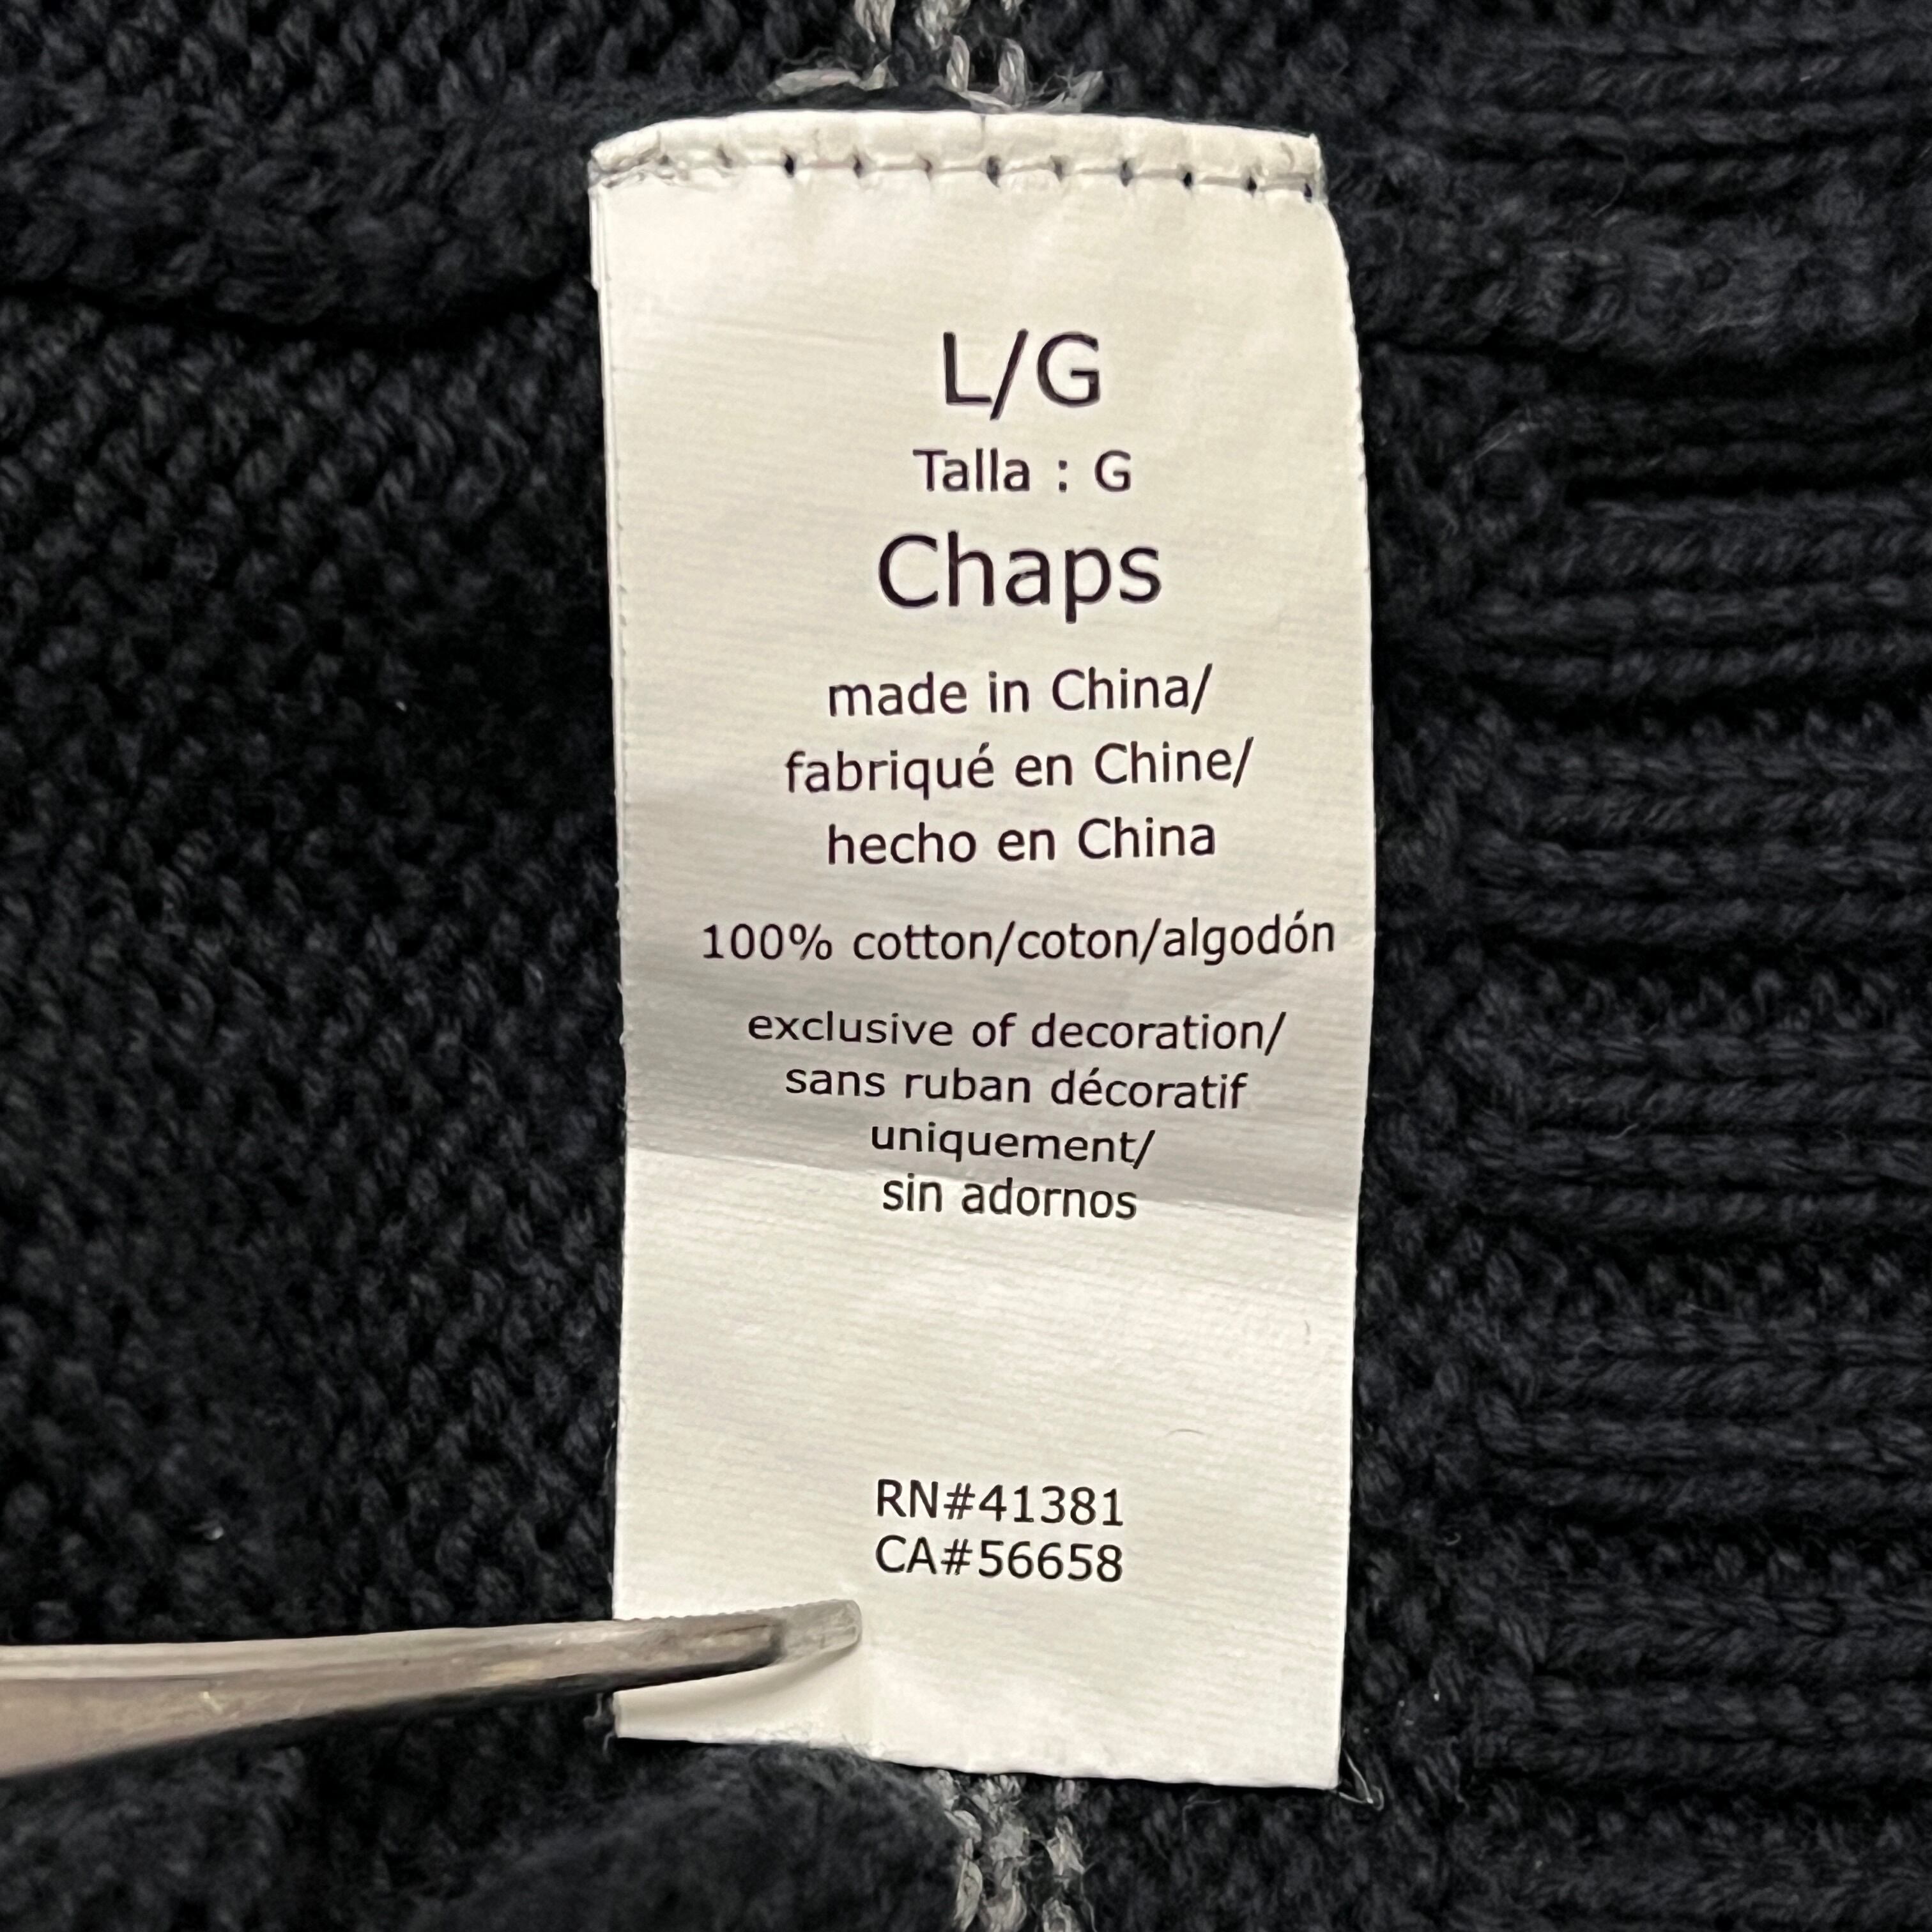 L/G
Talla : G
Chaps
made in China/
fabriqué en Chine/
hecho en China
100% cotton/coton/algodón
exclusive of decoration/
sans ruban décoratif
uniquement/
sin adornos
RN#41381
CA#56658